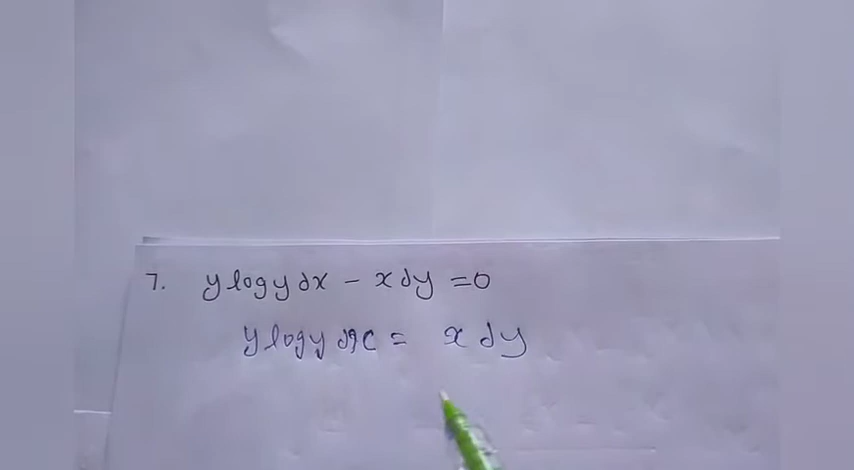 7. y log y dx - x dy = 0
y log y dx = x dy